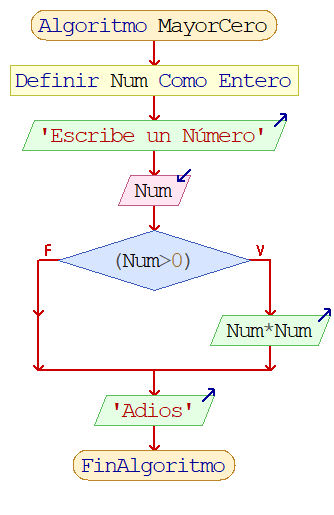 Algoritmo MayorCero
Definir Num Como Entero
'Escribe un Número'
Num
F
(Num>0)
V
Num*Num
'Adios'
FinAlgoritmo